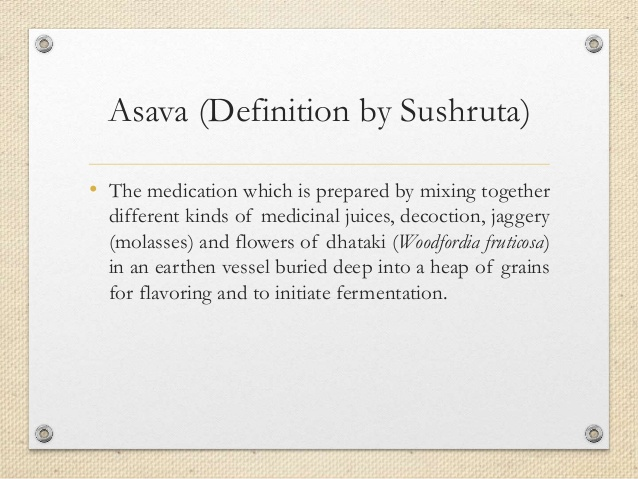 Asava (Definition by Sushruta)
• The medication which is prepared by mixing together
different kinds of medicinal juices, decoction, jaggery
(molasses) and flowers of dhataki (Woodfordia fruticosa)
in an earthen vessel buried deep into a heap of grains
for flavoring and to initiate fermentation.